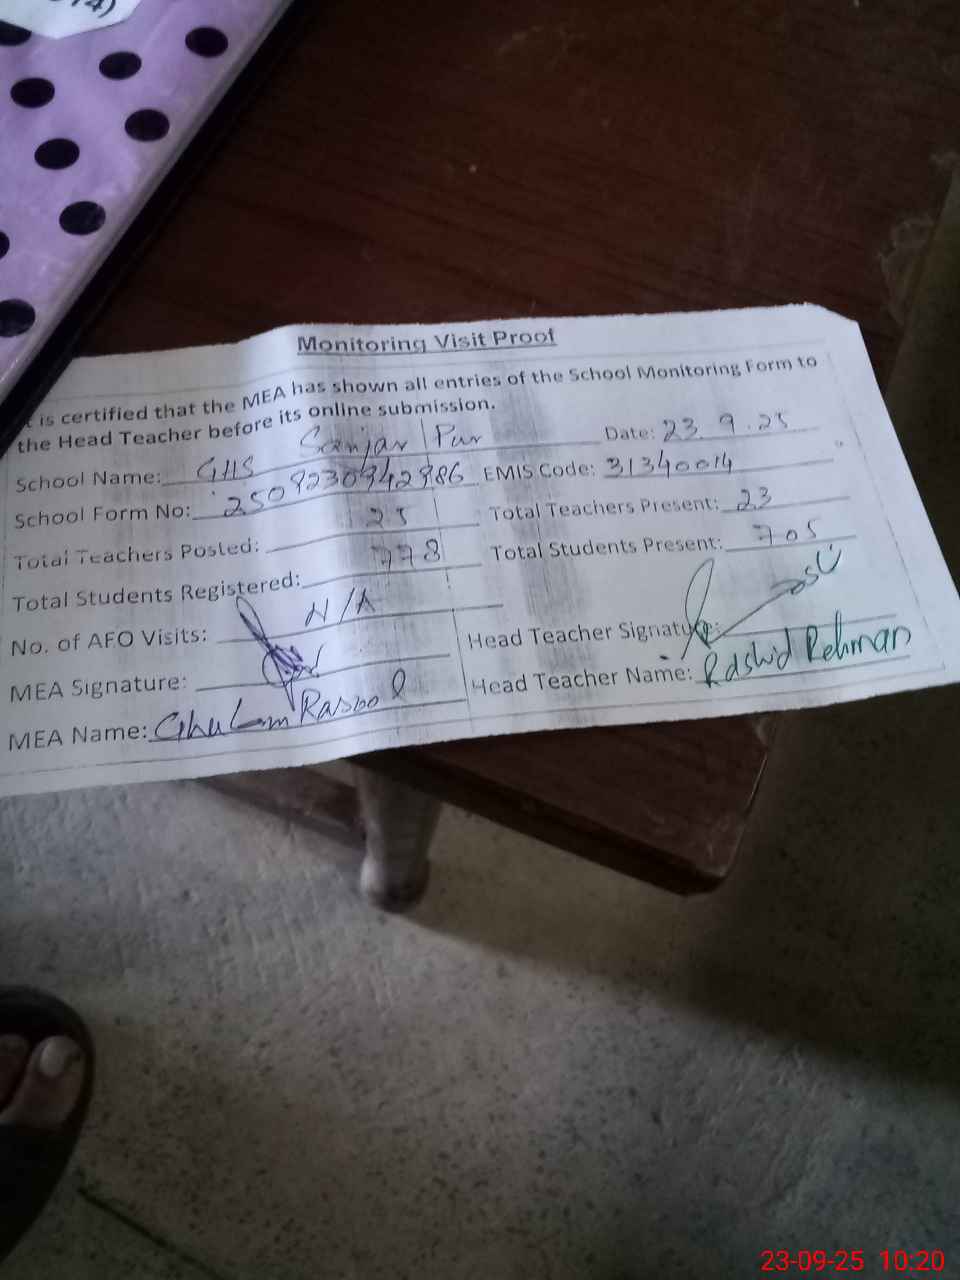 Monitoring Visit Proof
t is certified that the MEA has shown all entries of the School Monitoring Form to
the Head Teacher before its online submission.
School Name: GHS Sanjar Pur Date: 23.9.25
School Form No: 2509230942986 EMIS Code: 31340014
Total Teachers Posted: 25 Total Teachers Present: 23
Total Students Registered: 778 Total Students Present: 705
No. of AFO Visits: N/A
MEA Signature: Head Teacher Signature:
MEA Name: Ghulam Rasool Head Teacher Name: Rashid Rehman
23-09-25 10:20